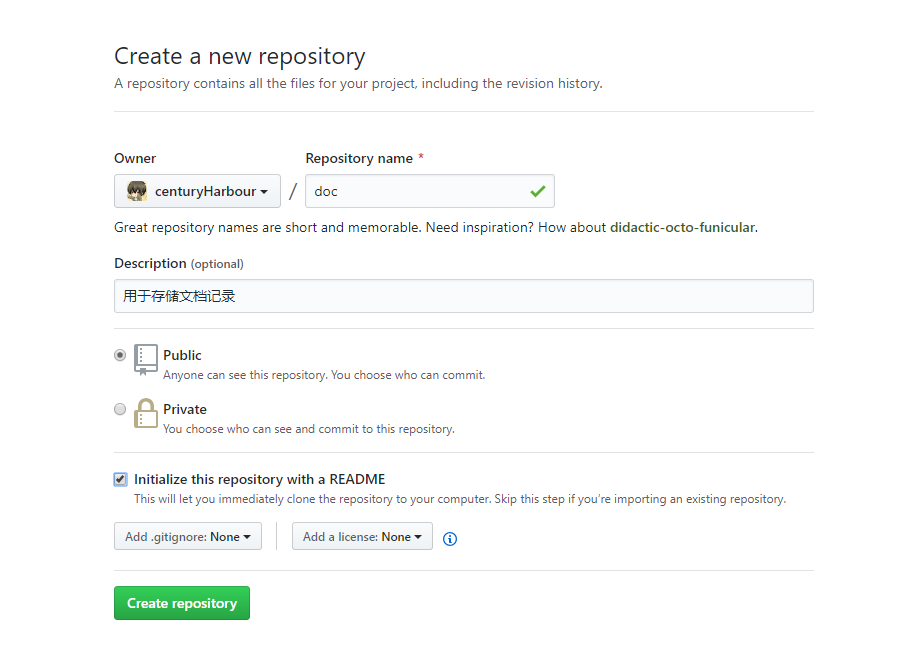 Create a new repository
A repository contains all the files for your project, including the revision history.
Owner
Repository name *
centuryHarbour / doc
Great repository names are short and memorable. Need inspiration? How about didactic-octo-funicular.
Description (optional)
用于存储文档记录
Public
Anyone can see this repository. You choose who can commit.
Private
You choose who can see and commit to this repository.
Initialize this repository with a README
This will let you immediately clone the repository to your computer. Skip this step if you're importing an existing repository.
Add .gitignore: None
Add a license: None
Create repository